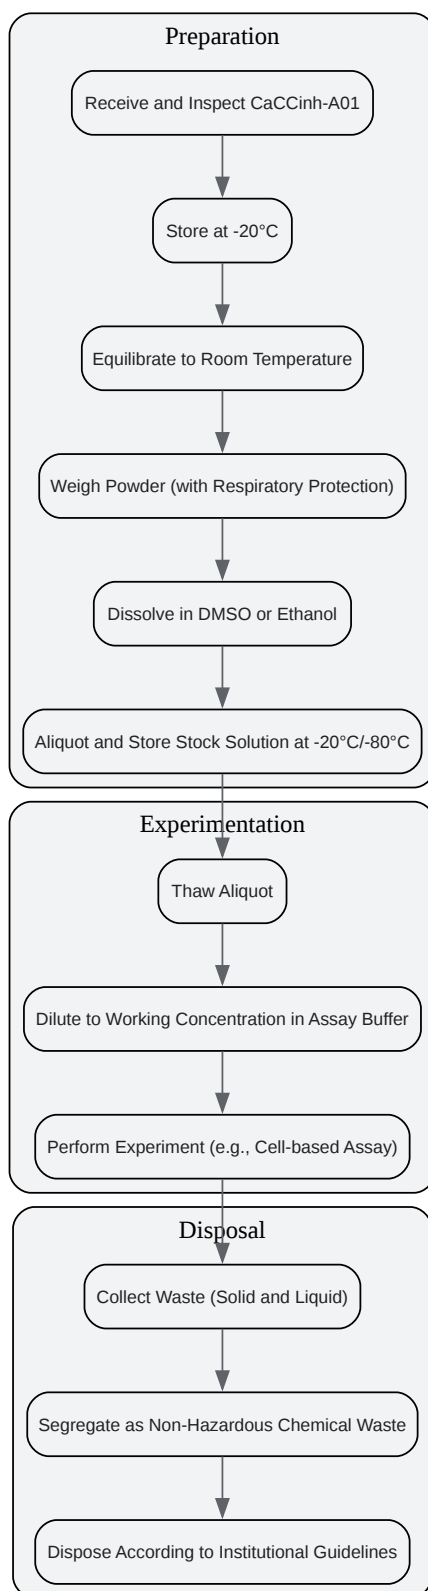 Preparation
Receive and Inspect CaCCinh-A01
Store at -20°C
Equilibrate to Room Temperature
Weigh Powder (with Respiratory Protection)
Dissolve in DMSO or Ethanol
Aliquot and Store Stock Solution at -20°C/-80°C
Experimentation
Thaw Aliquot
Dilute to Working Concentration in Assay Buffer
Perform Experiment (e.g., Cell-based Assay)
Disposal
Collect Waste (Solid and Liquid)
Segregate as Non-Hazardous Chemical Waste
Dispose According to Institutional Guidelines